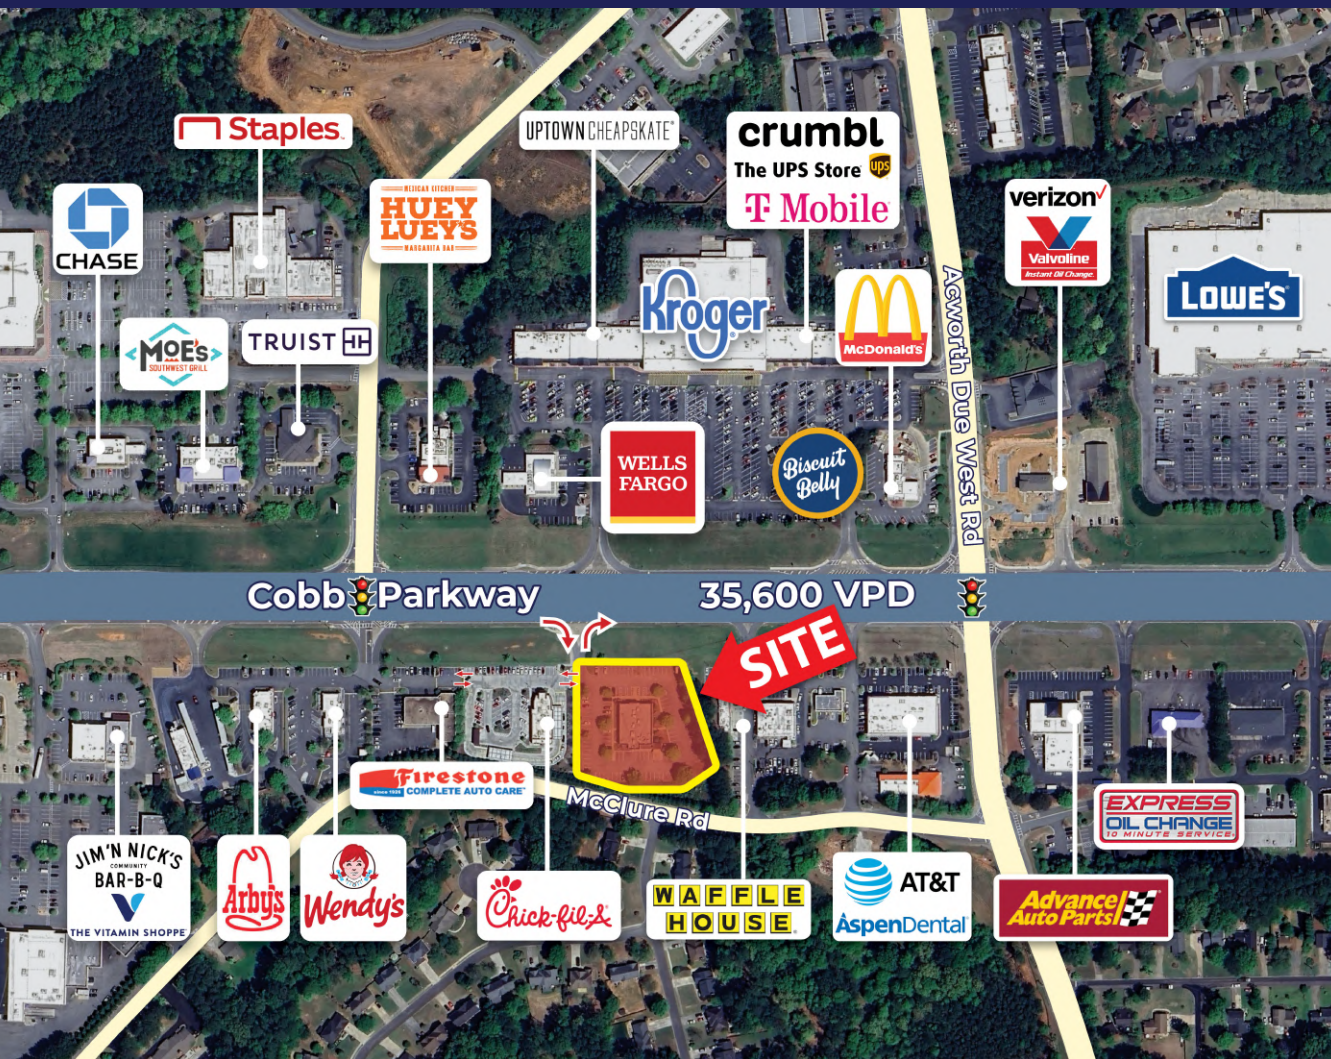 Staples
UPTOWN CHEAPSKATE
crumbl
The UPS Store
ups
T Mobile
CHASE
MEXICAN KITCHEN
HUEY
LUEY'S
MARGARITA BAR
verizon
Valvoline
Instant Oil Change
LOWE'S
Kroger
McDonald's
MOE's
SOUTHWEST GRILL
TRUIST
Acworth Due West Rd
WELLS
FARGO
Biscuit
Belly
Cobb Parkway
35,600 VPD
SITE
Firestone
since 1926 COMPLETE AUTO CARE
McClure Rd
EXPRESS
OIL CHANGE
10 MINUTE SERVICE
JIM'N NICK'S
COMMUNITY
BAR-B-Q
THE VITAMIN SHOPPE
Arby's
Wendy's
Chick-fil-A
WAFFLE
HOUSE
AT&T
AspenDental
Advance
Auto Parts